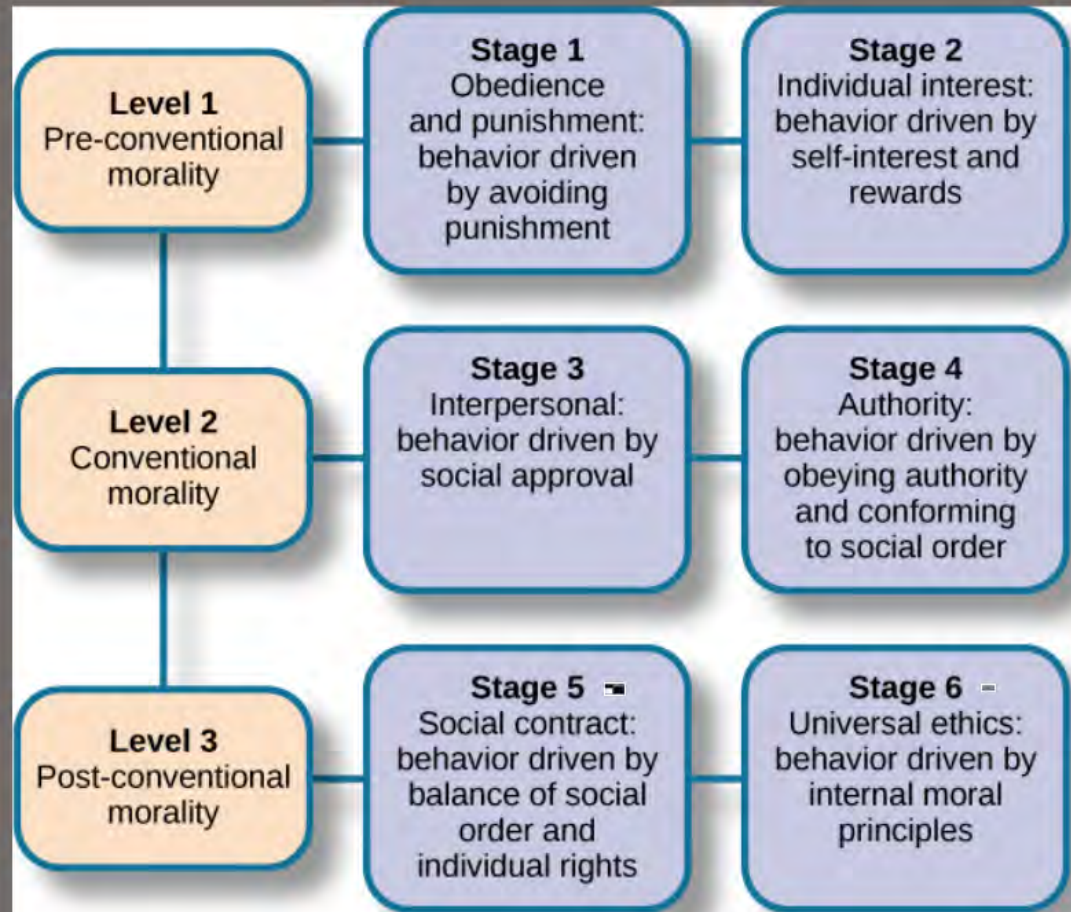 Level 1
Pre-conventional
morality
Stage 1
Obedience
and punishment:
behavior driven
by avoiding
punishment
Stage 2
Individual interest:
behavior driven by
self-interest and
rewards
Level 2
Conventional
morality
Stage 3
Interpersonal:
behavior driven by
social approval
Stage 4
Authority:
behavior driven by
obeying authority
and conforming
to social order
Level 3
Post-conventional
morality
Stage 5
Social contract:
behavior driven by
balance of social
order and
individual rights
Stage 6
Universal ethics:
behavior driven by
internal moral
principles